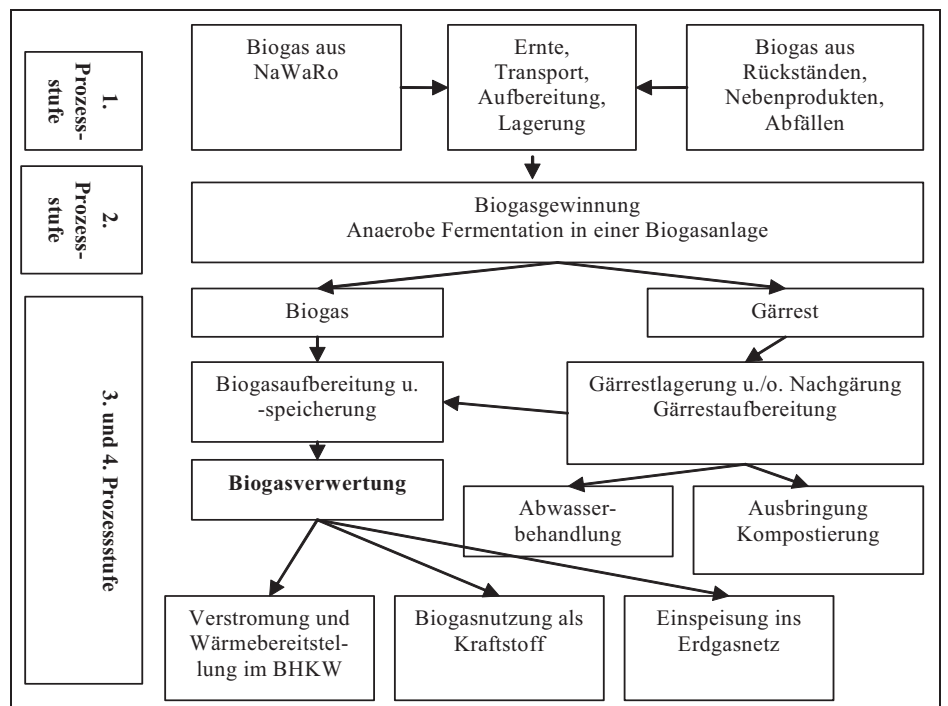 1.
Prozess-
stufe
Biogas aus
NaWaRo
Ernte,
Transport,
Aufbereitung,
Lagerung
Biogas aus
Rückständen,
Nebenprodukten,
Abfällen
2.
Prozess-
stufe
Biogasgewinnung
Anaerobe Fermentation in einer Biogasanlage
3. und 4. Prozessstufe
Biogas
Gärrest
Biogasaufbereitung u.
-speicherung
Gärrestlagerung u./o. Nachgärung
Gärrestaufbereitung
Biogasverwertung
Abwasser-
behandlung
Ausbringung
Kompostierung
Verstromung und
Wärmebereitstel-
lung im BHKW
Biogasnutzung als
Kraftstoff
Einspeisung ins
Erdgasnetz